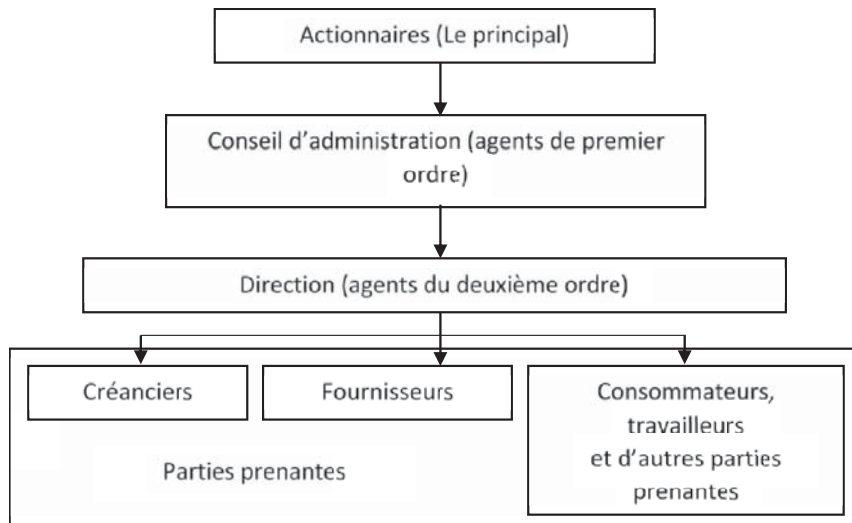 Actionnaires (Le principal)
Conseil d'administration (agents de premier
ordre)
Direction (agents du deuxième ordre)
Créanciers
Fournisseurs
Consommateurs,
travailleurs
et d'autres parties
prenantes
Parties prenantes